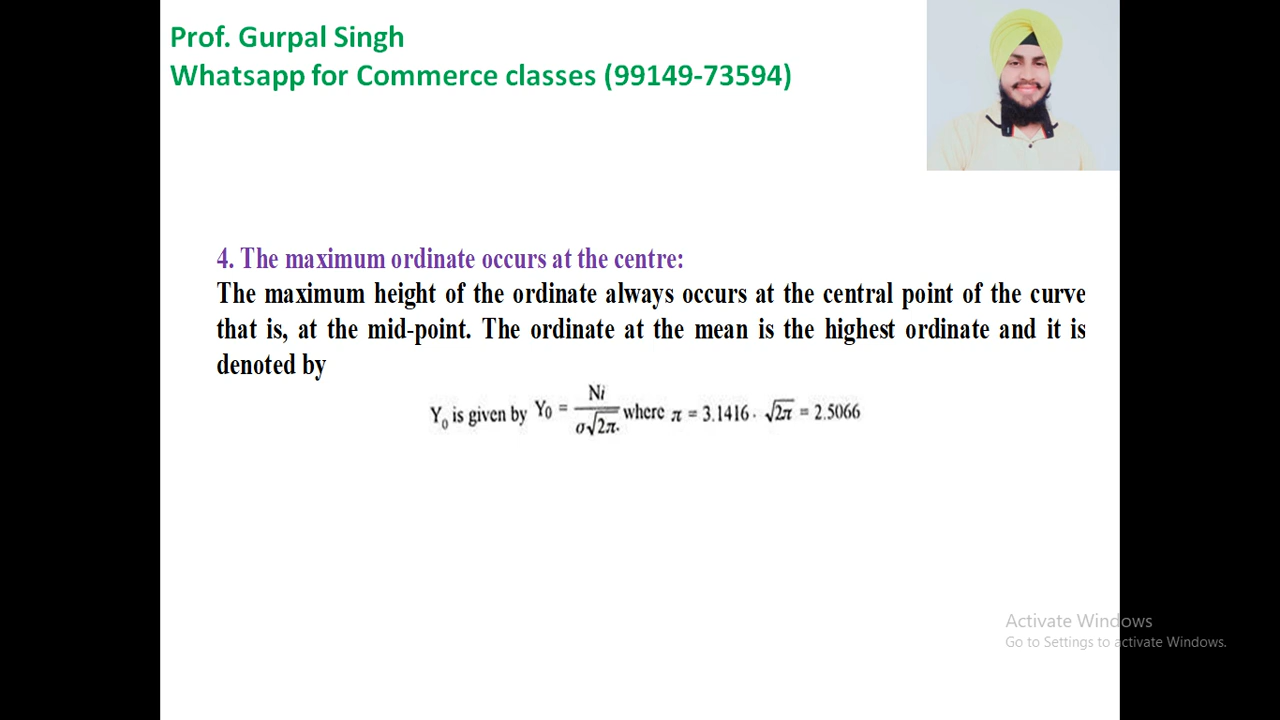 Prof. Gurpal Singh
Whatsapp for Commerce classes (99149-73594)
4. The maximum ordinate occurs at the centre:
The maximum height of the ordinate always occurs at the central point of the curve
that is, at the mid-point. The ordinate at the mean is the highest ordinate and it is
denoted by
Y₀ is given by Y₀ = Ni / σ√2π. where π = 3.1416 · √2π = 2.5066
Activate Windows
Go to Settings to activate Windows.